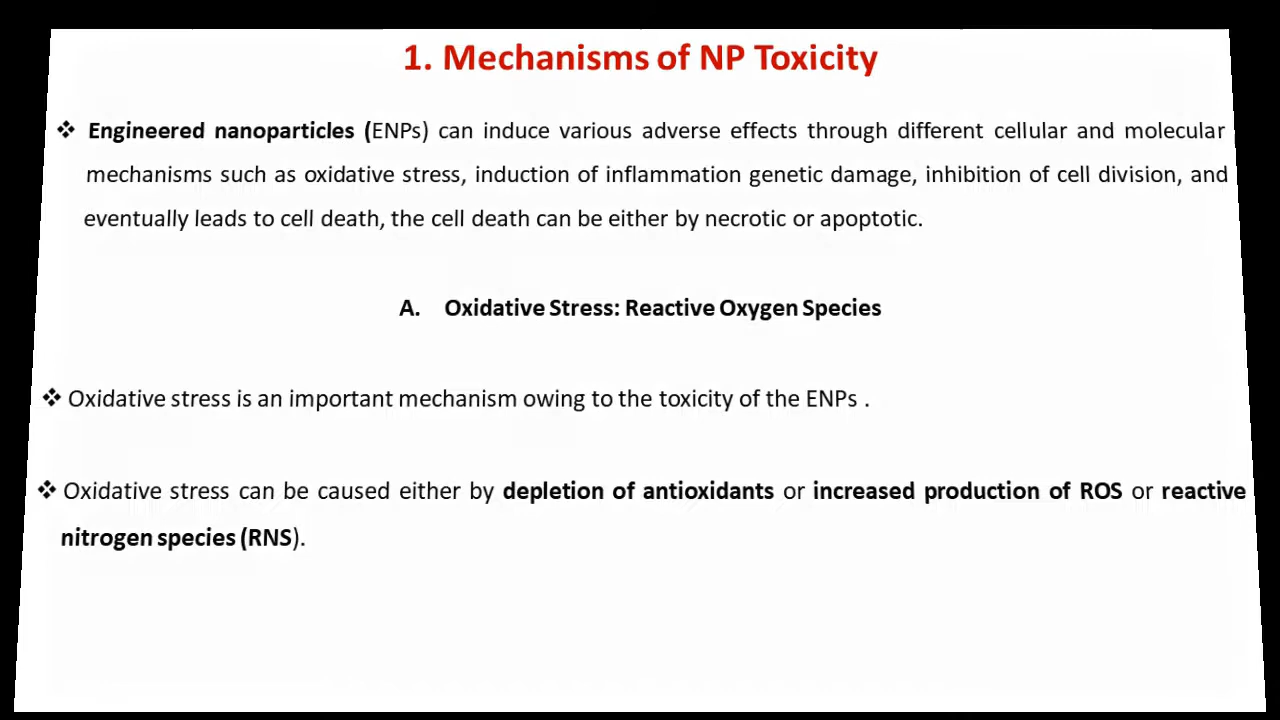 1. Mechanisms of NP Toxicity
❖ Engineered nanoparticles (ENPs) can induce various adverse effects through different cellular and molecular
mechanisms such as oxidative stress, induction of inflammation genetic damage, inhibition of cell division, and
eventually leads to cell death, the cell death can be either by necrotic or apoptotic.
A. Oxidative Stress: Reactive Oxygen Species
❖ Oxidative stress is an important mechanism owing to the toxicity of the ENPs .
❖ Oxidative stress can be caused either by depletion of antioxidants or increased production of ROS or reactive
nitrogen species (RNS).